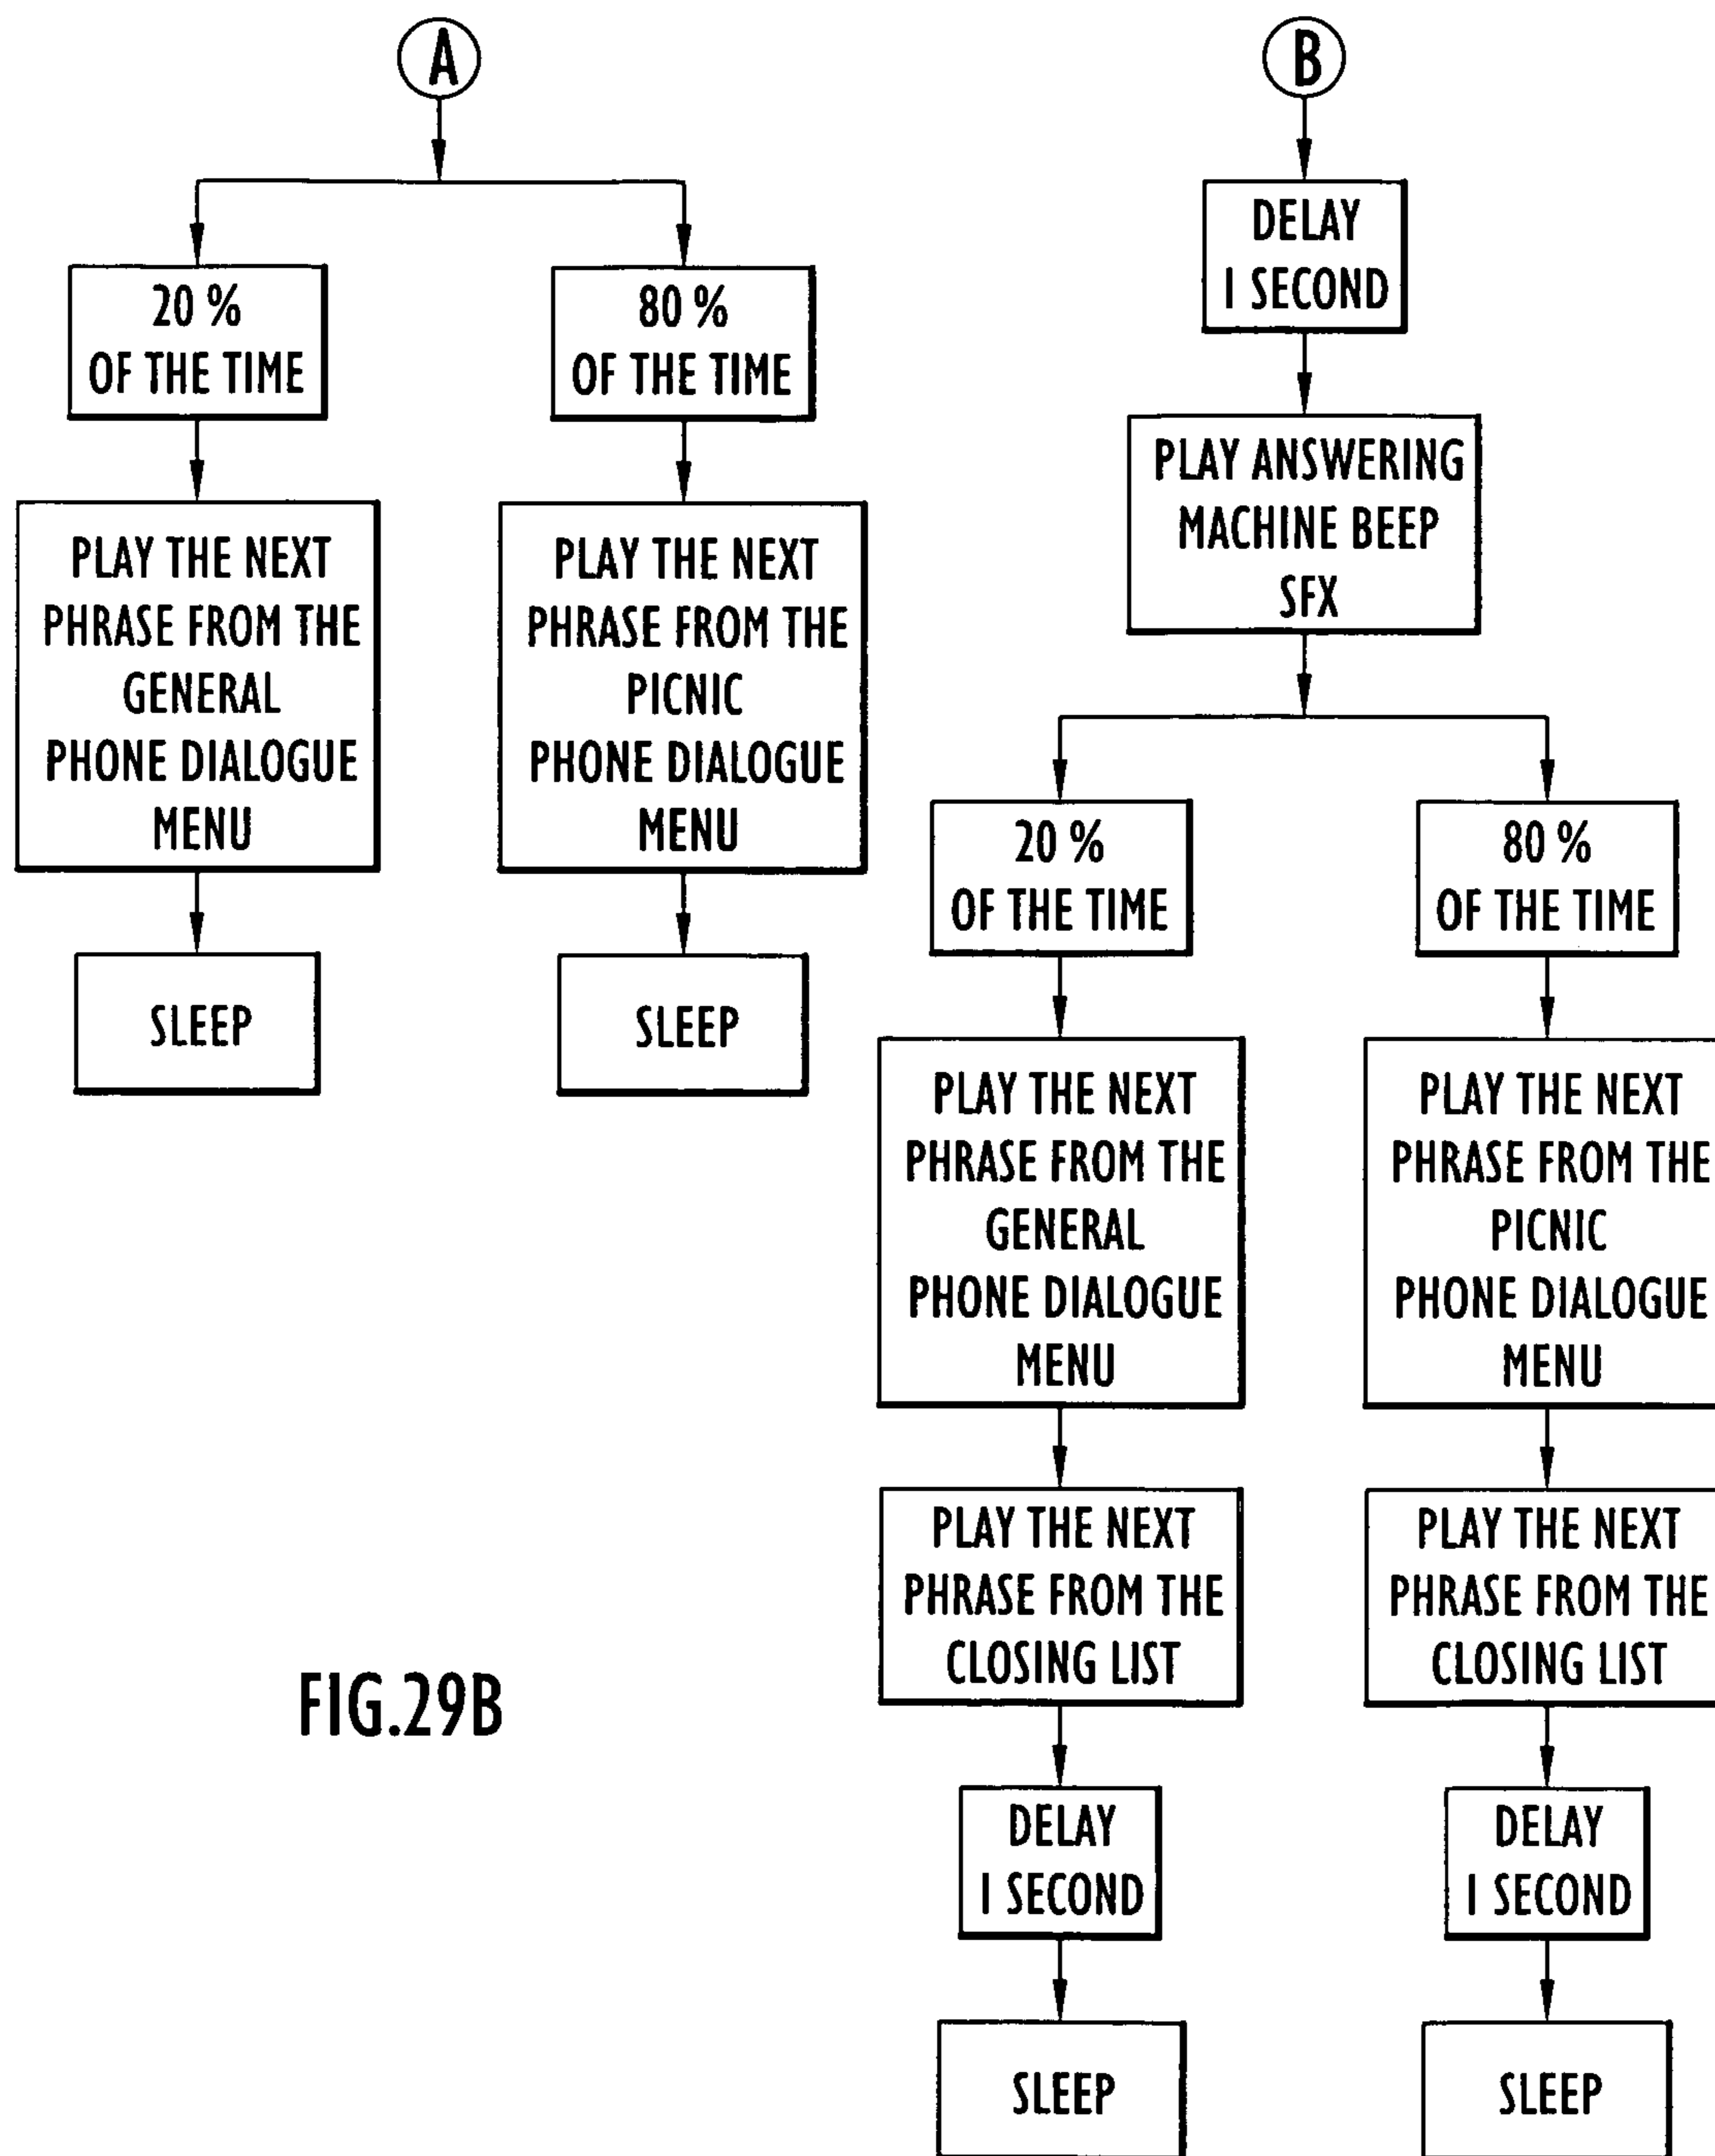 A
20 %
OF THE TIME
PLAY THE NEXT
PHRASE FROM THE
GENERAL
PHONE DIALOGUE
MENU
SLEEP
80 %
OF THE TIME
PLAY THE NEXT
PHRASE FROM THE
PICNIC
PHONE DIALOGUE
MENU
SLEEP
B
DELAY
1 SECOND
PLAY ANSWERING
MACHINE BEEP
SFX
20 %
OF THE TIME
PLAY THE NEXT
PHRASE FROM THE
GENERAL
PHONE DIALOGUE
MENU
PLAY THE NEXT
PHRASE FROM THE
CLOSING LIST
DELAY
1 SECOND
SLEEP
80 %
OF THE TIME
PLAY THE NEXT
PHRASE FROM THE
PICNIC
PHONE DIALOGUE
MENU
PLAY THE NEXT
PHRASE FROM THE
CLOSING LIST
DELAY
1 SECOND
SLEEP
FIG.29B